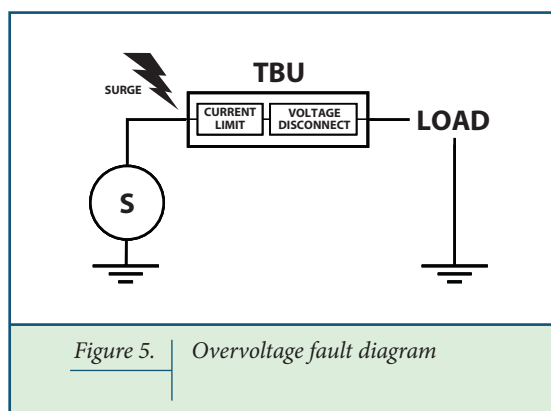 TBU
SURGE
CURRENT
LIMIT
VOLTAGE
DISCONNECT
LOAD
S
Figure 5. Overvoltage fault diagram